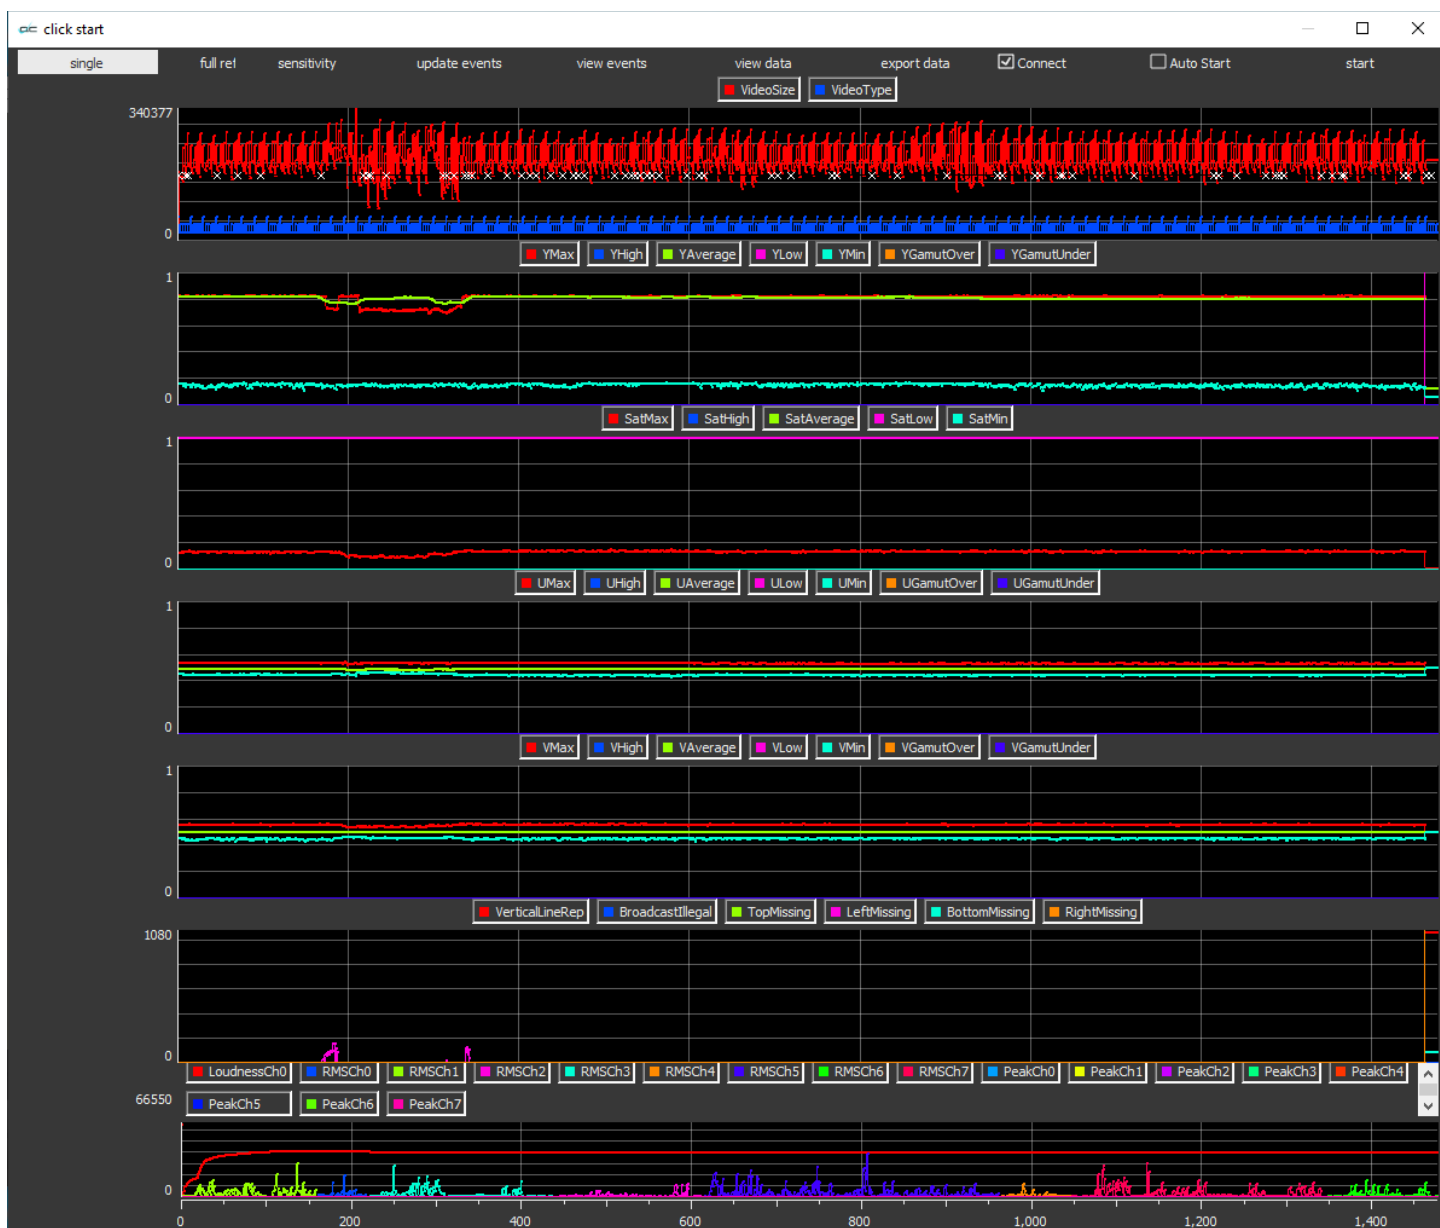 click start
single full ref sensitivity update events view events view data export data Connect Auto Start start
VideoSize VideoType
340377
0
YMax YHigh YAverage YLow YMin YGamutOver YGamutUnder
1
0
SatMax SatHigh SatAverage SatLow SatMin
1
0
UMax UHigh UAverage ULow UMin UGamutOver UGamutUnder
1
0
VMax VHigh VAverage VLow VMin VGamutOver VGamutUnder
1
0
VerticalLineRep BroadcastIllegal TopMissing LeftMissing BottomMissing RightMissing
1080
0
LoudnessCh0 RMSCh0 RMSCh1 RMSCh2 RMSCh3 RMSCh4 RMSCh5 RMSCh6 RMSCh7 PeakCh0 PeakCh1 PeakCh2 PeakCh3 PeakCh4
66550 PeakCh5 PeakCh6 PeakCh7
0
0 200 400 600 800 1,000 1,200 1,400